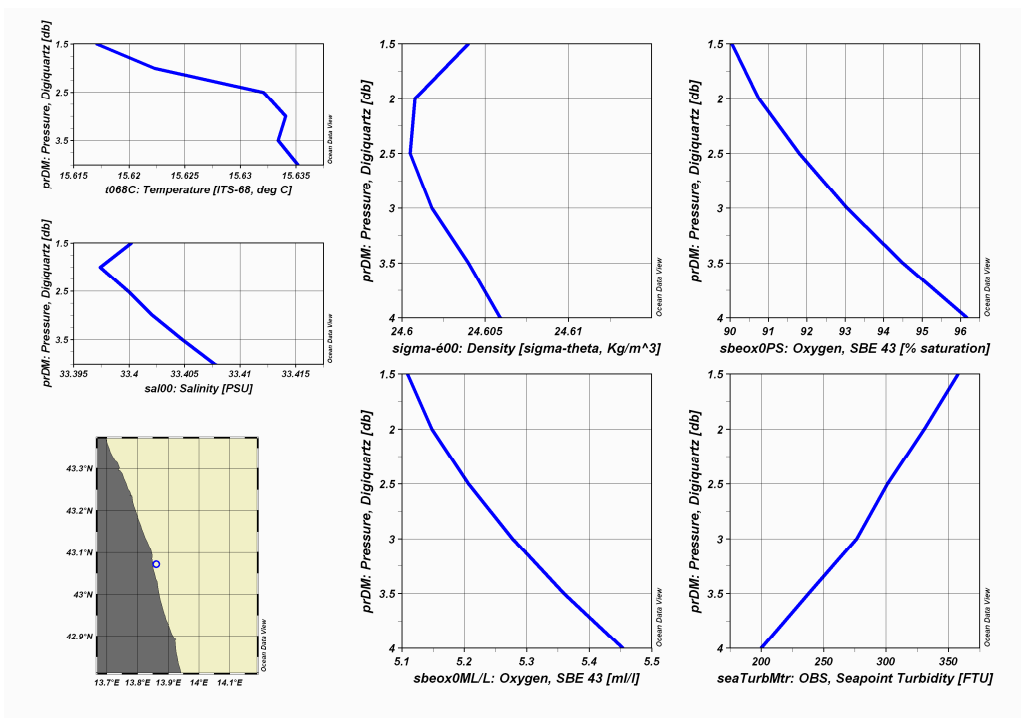 prDM: Pressure, Digiquartz [db]
1.5
2.5
3.5
15.615 15.62 15.625 15.63 15.635
t068C: Temperature [ITS-68, deg C]
Ocean Data View
prDM: Pressure, Digiquartz [db]
1.5
2.5
3.5
33.395 33.4 33.405 33.41 33.415
sal00: Salinity [PSU]
Ocean Data View
43.3°N
43.2°N
43.1°N
43°N
42.9°N
13.7°E 13.8°E 13.9°E 14°E 14.1°E
Ocean Data View
prDM: Pressure, Digiquartz [db]
1.5
2
2.5
3
3.5
4
24.6 24.605 24.61
sigma-é00: Density [sigma-theta, Kg/m^3]
Ocean Data View
prDM: Pressure, Digiquartz [db]
1.5
2
2.5
3
3.5
4
90 91 92 93 94 95 96
sbeox0PS: Oxygen, SBE 43 [% saturation]
Ocean Data View
prDM: Pressure, Digiquartz [db]
1.5
2
2.5
3
3.5
4
5.1 5.2 5.3 5.4 5.5
sbeox0ML/L: Oxygen, SBE 43 [ml/l]
Ocean Data View
prDM: Pressure, Digiquartz [db]
1.5
2
2.5
3
3.5
4
200 250 300 350
seaTurbMtr: OBS, Seapoint Turbidity [FTU]
Ocean Data View